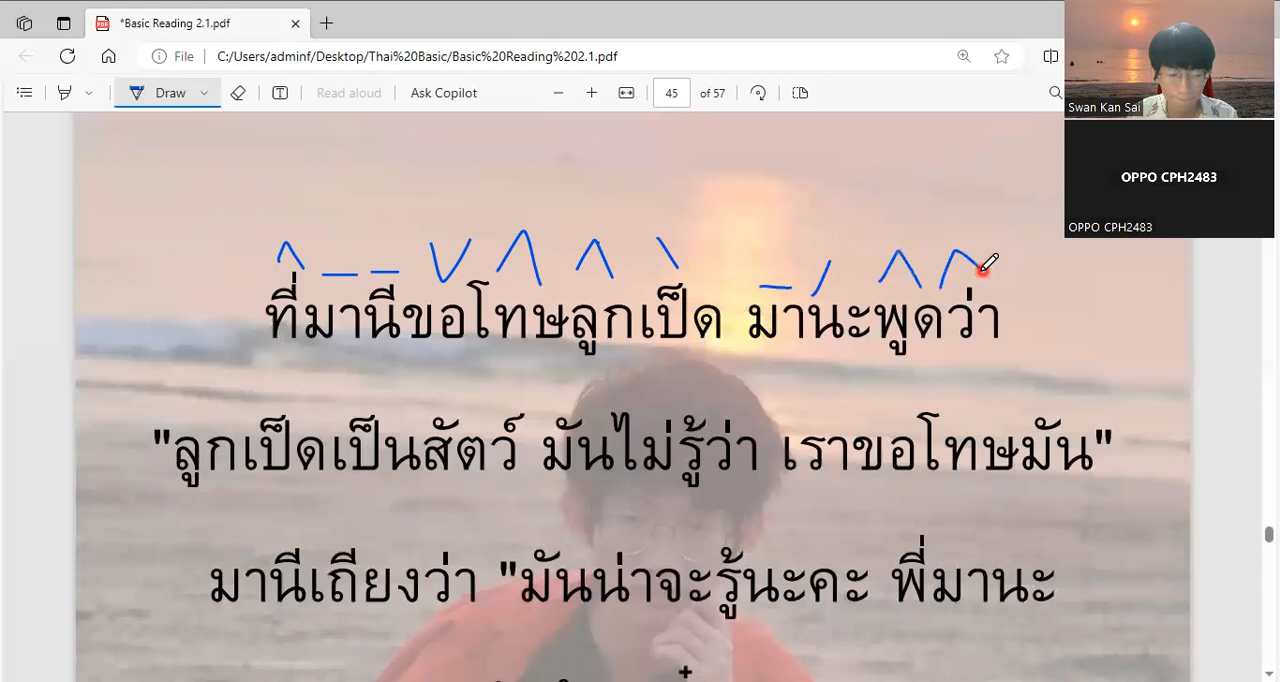 *Basic Reading 2.1.pdf
File C:/Users/adminf/Desktop/Thai%20Basic/Basic%20Reading%202.1.pdf
Draw Read aloud Ask Copilot 45 of 57
Swan Kan Sai
OPPO CPH2483
OPPO CPH2483
ที่มานีขอโทษลูกเป็ด มานะพูดว่า
"ลูกเป็ดเป็นสัตว์ มันไม่รู้ว่า เราขอโทษมัน"
มานีเถียงว่า "มันน่าจะรู้นะคะ พี่มานะ